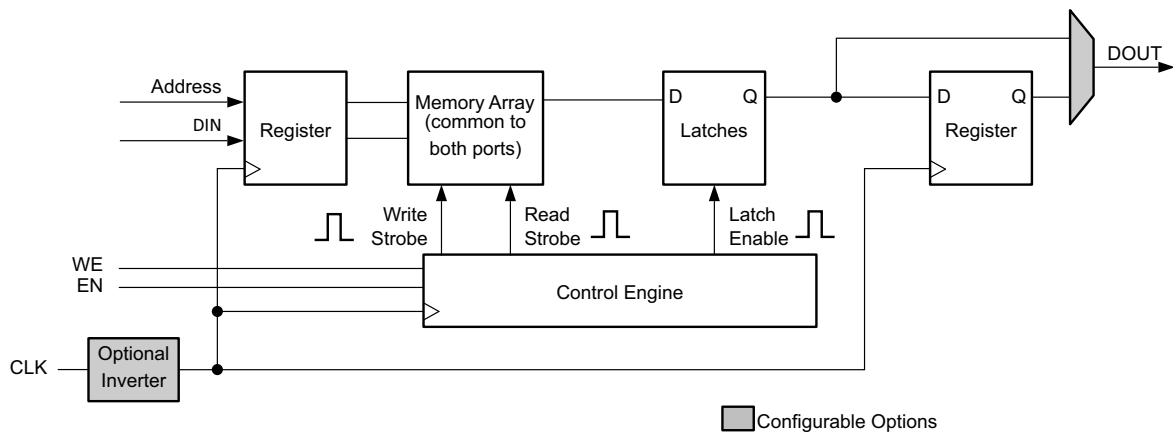 Address
DIN
Register
Memory Array
(common to
both ports)
D
Q
Latches
D
Q
Register
DOUT
Write
Strobe
Read
Strobe
Latch
Enable
WE
EN
Control Engine
CLK
Optional
Inverter
Configurable Options